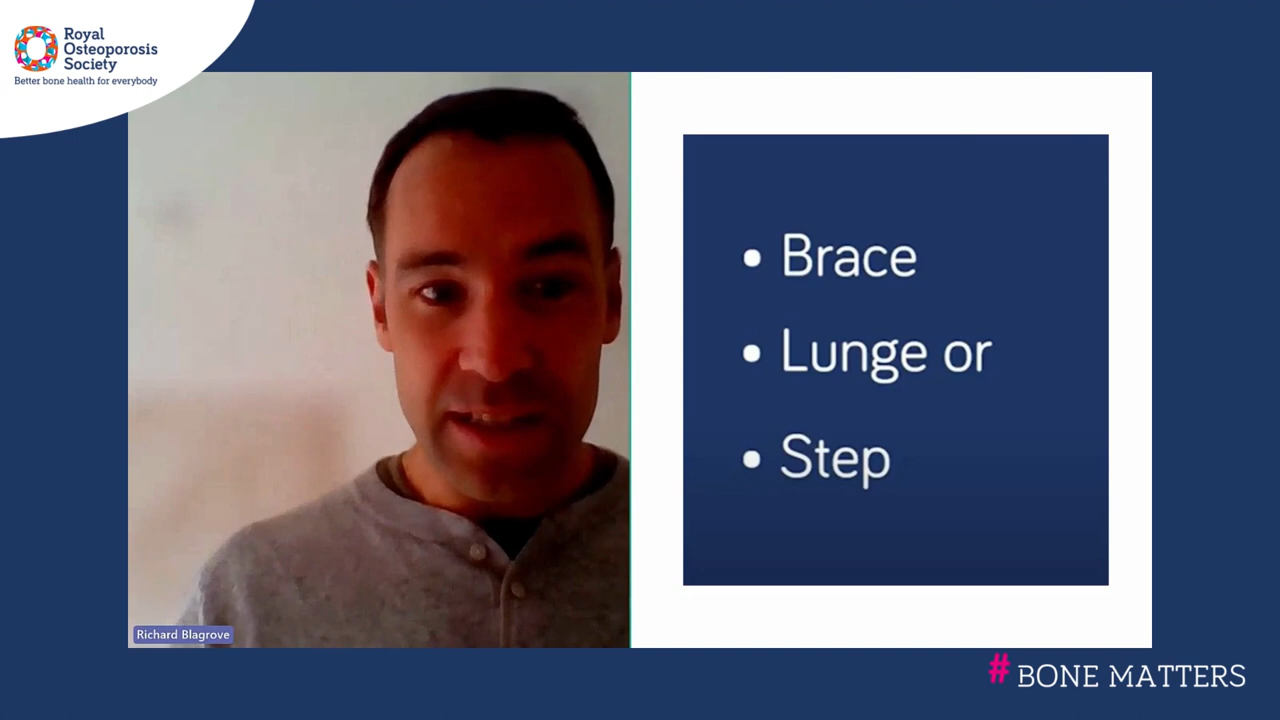 Royal
Osteoporosis
Society
Better bone health for everybody
• Brace
• Lunge or
• Step
Richard Blagrove
# BONE MATTERS